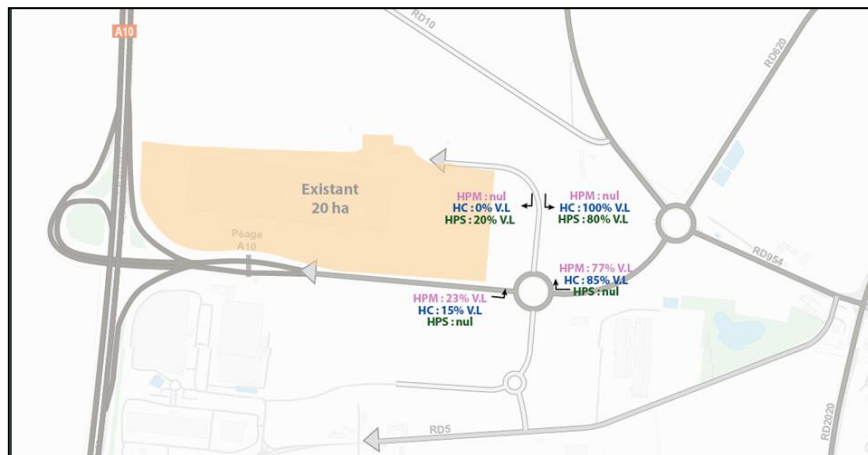 A10
RD10
RD620
Existant
20 ha
HPM : nul
HC : 0% V.L
HPS : 20% V.L
HPM : nul
HC : 100% V.L
HPS : 80% V.L
Péage
A10
RD954
HPM : 77% V.L
HC : 85% V.L
HPS : nul
HPM : 23% V.L
HC : 15% V.L
HPS : nul
RD5
RD2020